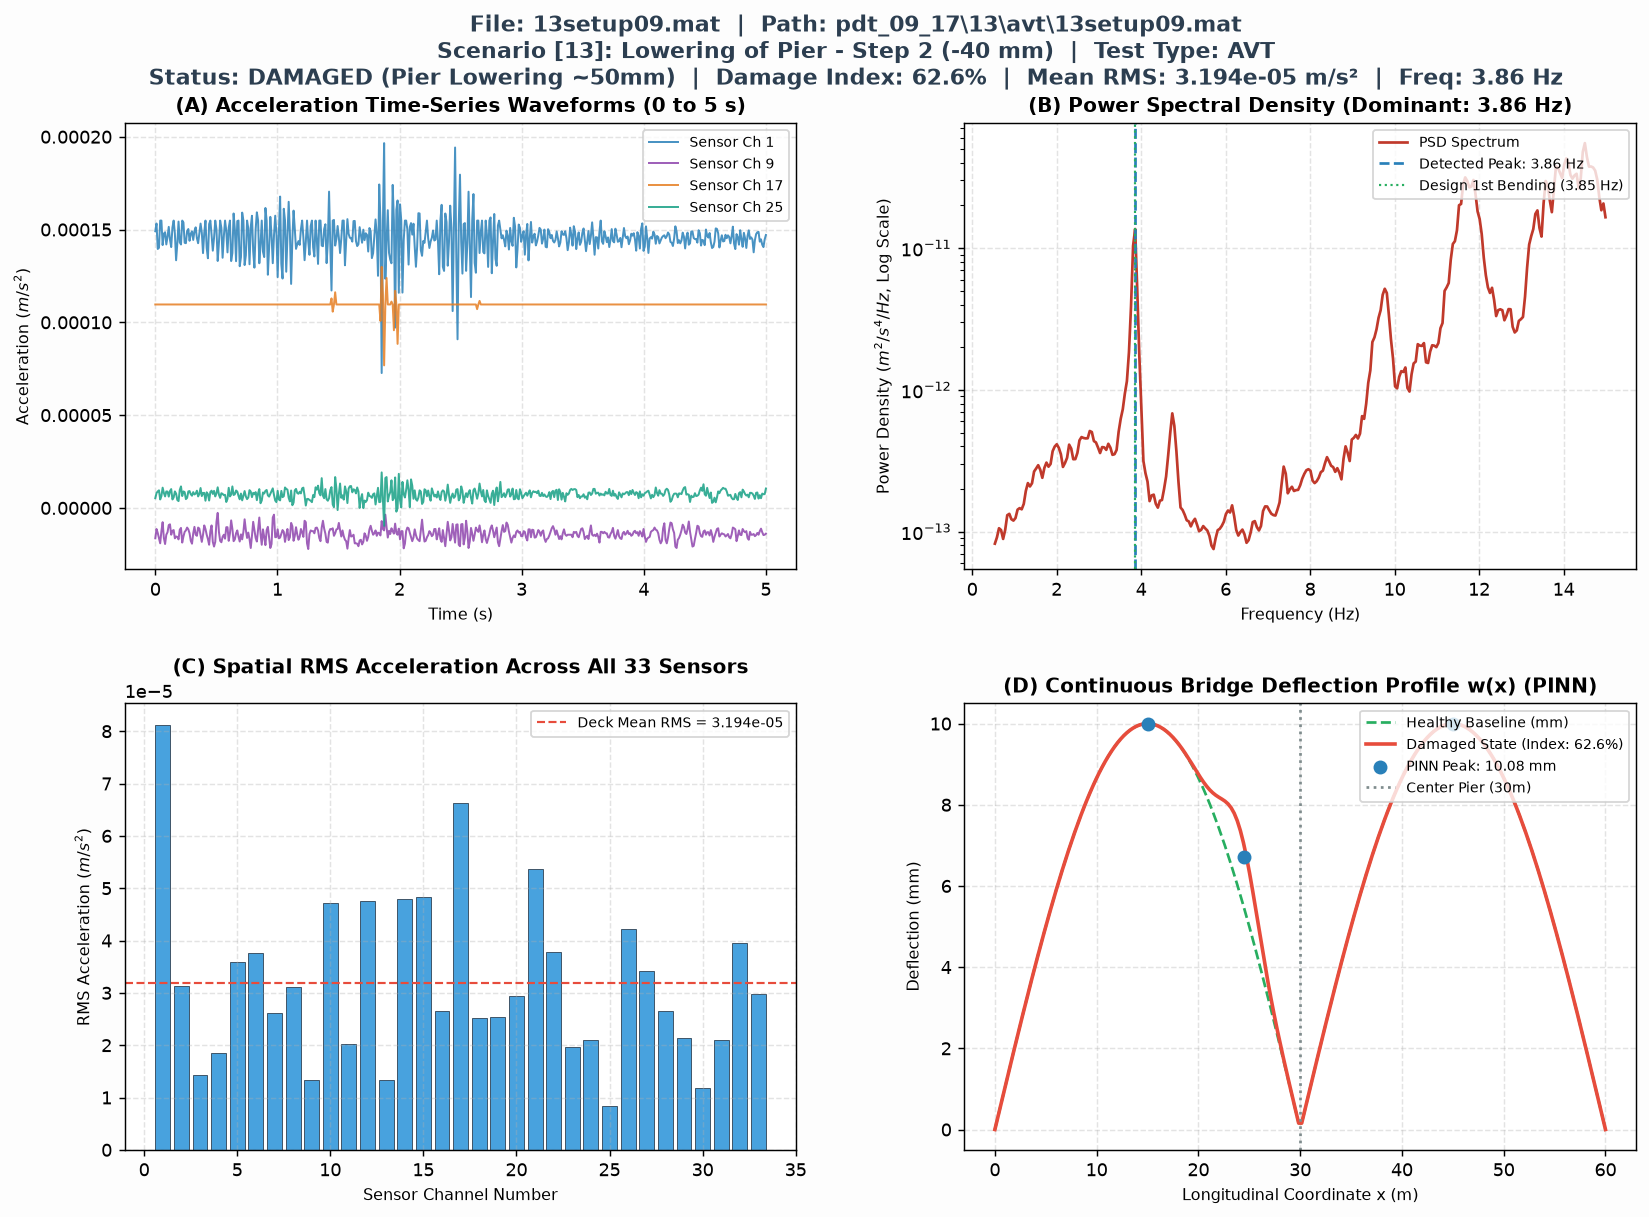 File: 13setup09.mat  |  Path: pdt_09_17\13\avt\13setup09.mat
Scenario [13]: Lowering of Pier - Step 2 (-40 mm)  |  Test Type: AVT
Status: DAMAGED (Pier Lowering ~50mm)  |  Damage Index: 62.6%  |  Mean RMS: 3.194e-05 m/s²  |  Freq: 3.86 Hz
(A) Acceleration Time-Series Waveforms (0 to 5 s)
Acceleration (m/s²)
0.00020
0.00015
0.00010
0.00005
0.00000
Sensor Ch 1
Sensor Ch 9
Sensor Ch 17
Sensor Ch 25
0 1 2 3 4 5
Time (s)
(B) Power Spectral Density (Dominant: 3.86 Hz)
Power Density (m²/s⁴/Hz, Log Scale)
10⁻¹¹
10⁻¹²
10⁻¹³
PSD Spectrum
Detected Peak: 3.86 Hz
Design 1st Bending (3.85 Hz)
0 2 4 6 8 10 12 14
Frequency (Hz)
(C) Spatial RMS Acceleration Across All 33 Sensors
1e−5
RMS Acceleration (m/s²)
8
7
6
5
4
3
2
1
0
Deck Mean RMS = 3.194e-05
0 5 10 15 20 25 30 35
Sensor Channel Number
(D) Continuous Bridge Deflection Profile w(x) (PINN)
Deflection (mm)
10
8
6
4
2
0
Healthy Baseline (mm)
Damaged State (Index: 62.6%)
PINN Peak: 10.08 mm
Center Pier (30m)
0 10 20 30 40 50 60
Longitudinal Coordinate x (m)